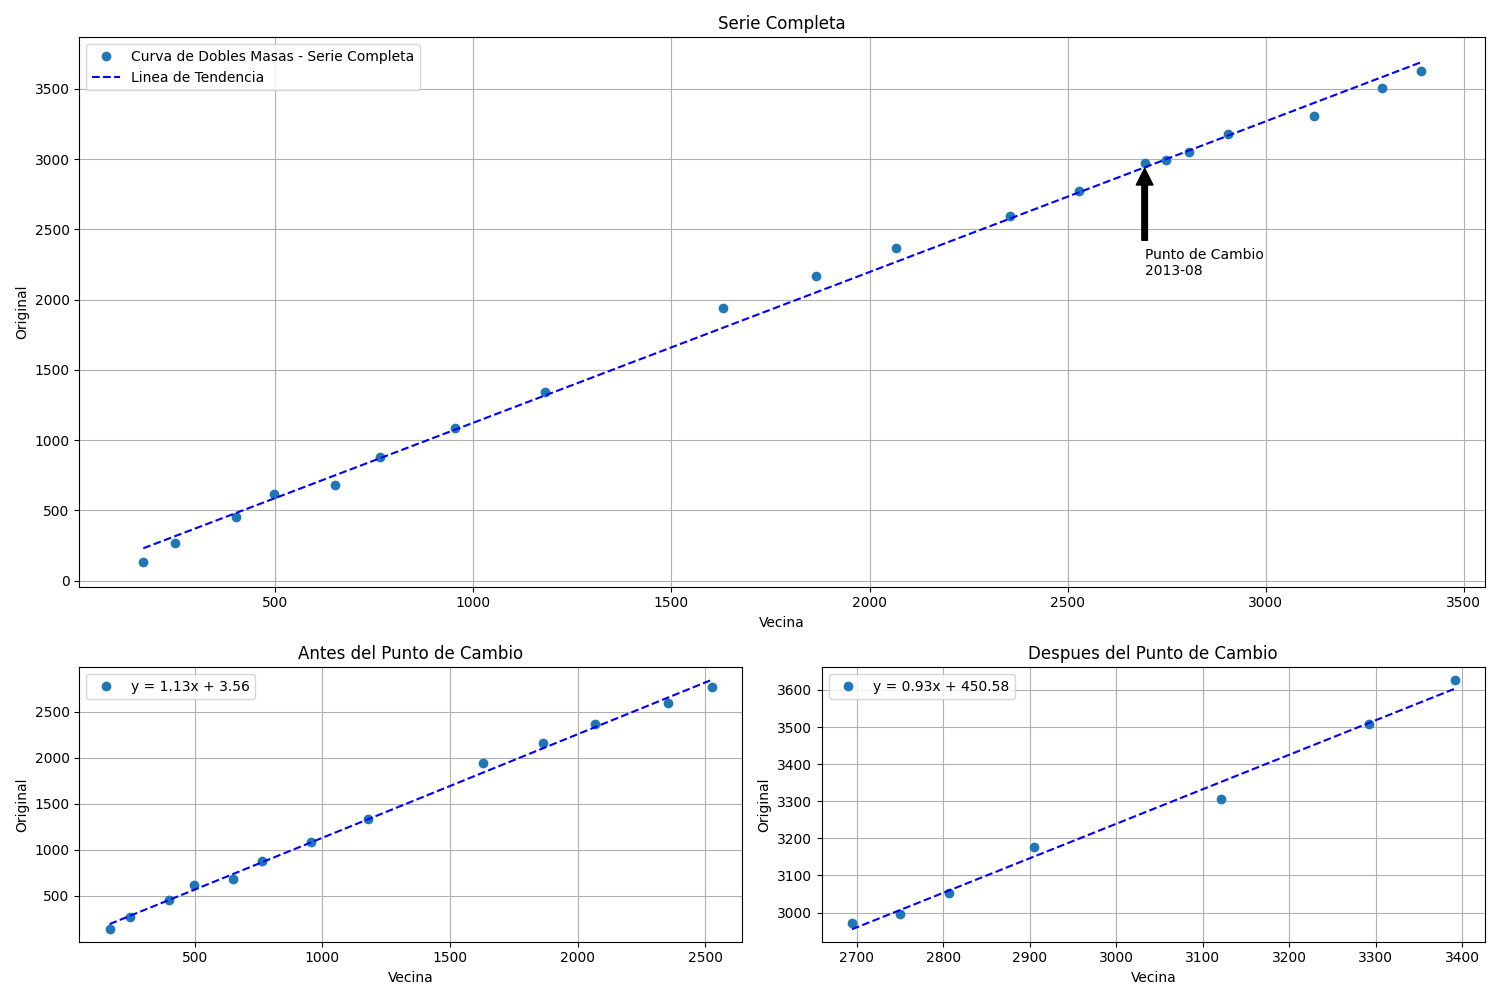 Serie Completa
Curva de Dobles Masas - Serie Completa
Linea de Tendencia
3500
3000
2500
2000
1500
1000
500
0
Original
Punto de Cambio
2013-08
500 1000 1500 2000 2500 3000 3500
Vecina
Antes del Punto de Cambio
y = 1.13x + 3.56
2500
2000
1500
1000
500
Original
500 1000 1500 2000 2500
Vecina
Despues del Punto de Cambio
y = 0.93x + 450.58
3600
3500
3400
3300
3200
3100
3000
Original
2700 2800 2900 3000 3100 3200 3300 3400
Vecina